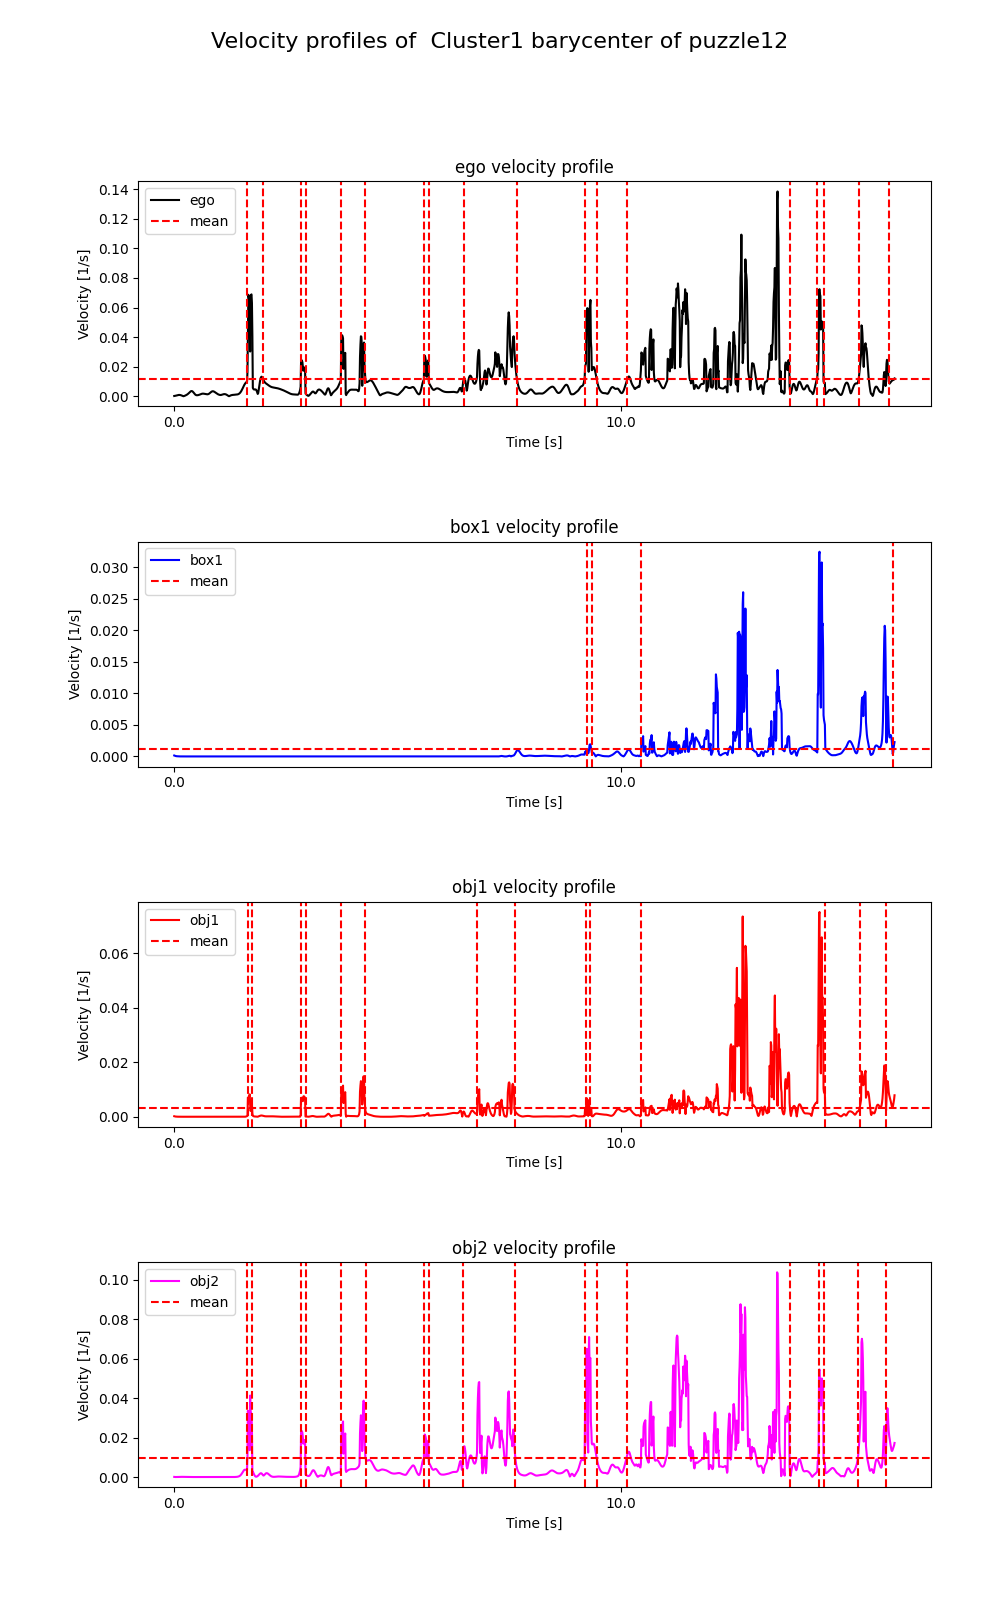 Velocity profiles of  Cluster1 barycenter of puzzle12
ego velocity profile
Velocity [1/s]
0.14
0.12
0.10
0.08
0.06
0.04
0.02
0.00
ego
mean
0.0
10.0
Time [s]
box1 velocity profile
Velocity [1/s]
0.030
0.025
0.020
0.015
0.010
0.005
0.000
box1
mean
0.0
10.0
Time [s]
obj1 velocity profile
Velocity [1/s]
0.06
0.04
0.02
0.00
obj1
mean
0.0
10.0
Time [s]
obj2 velocity profile
Velocity [1/s]
0.10
0.08
0.06
0.04
0.02
0.00
obj2
mean
0.0
10.0
Time [s]